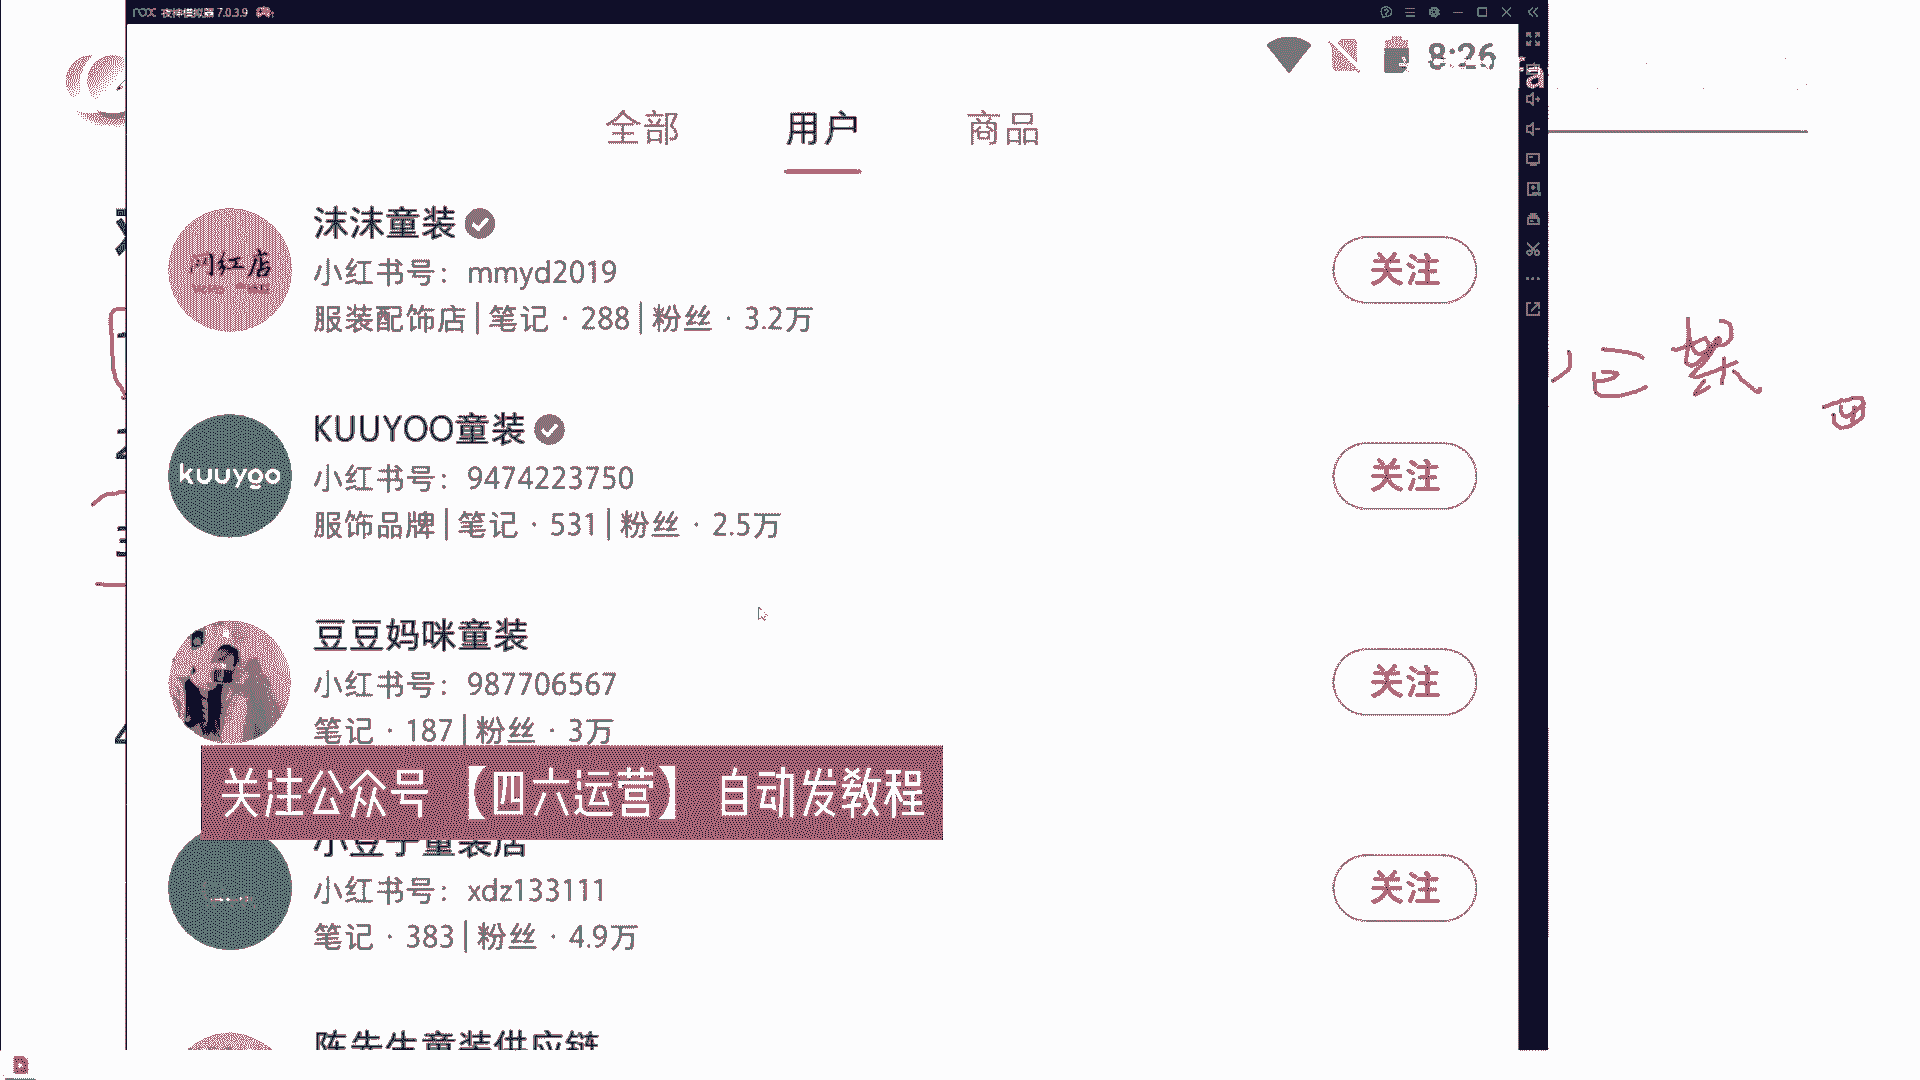 nox 夜神模拟器 7.0.3.9
8:26
全部 用户 商品
沫沫童装
小红书号：mmyd2019
服装配饰店|笔记 · 288|粉丝 · 3.2万
关注
网红店
KUUYOO童装
小红书号：9474223750
服饰品牌|笔记 · 531|粉丝 · 2.5万
关注
kuuyoo
豆豆妈咪童装
小红书号：987706567
笔记 · 187|粉丝 · 3万
关注
关注公众号【四六运营】 自动发教程
小豆子童装店
小红书号：xdz133111
笔记 · 383|粉丝 · 4.9万
关注
陈先生童装供应链